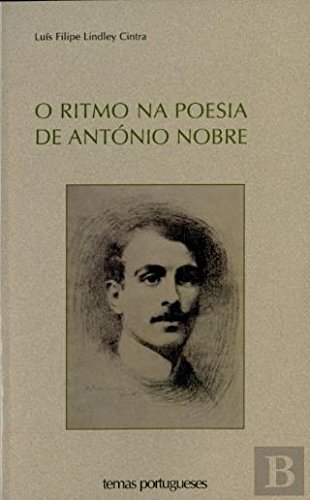 Luís Filipe Lindley Cintra
O RITMO NA POESIA
DE ANTÓNIO NOBRE
temas portugueses
B